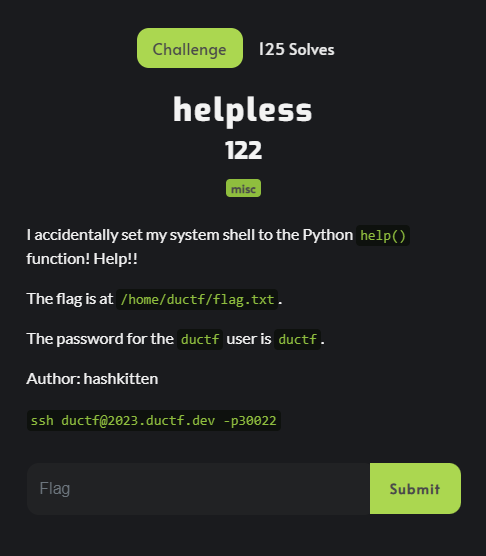 Challenge 125 Solves
helpless
122
misc
I accidentally set my system shell to the Python help()
function! Help!!
The flag is at /home/ductf/flag.txt.
The password for the ductf user is ductf.
Author: hashkitten
ssh ductf@2023.ductf.dev -p30022
Flag Submit